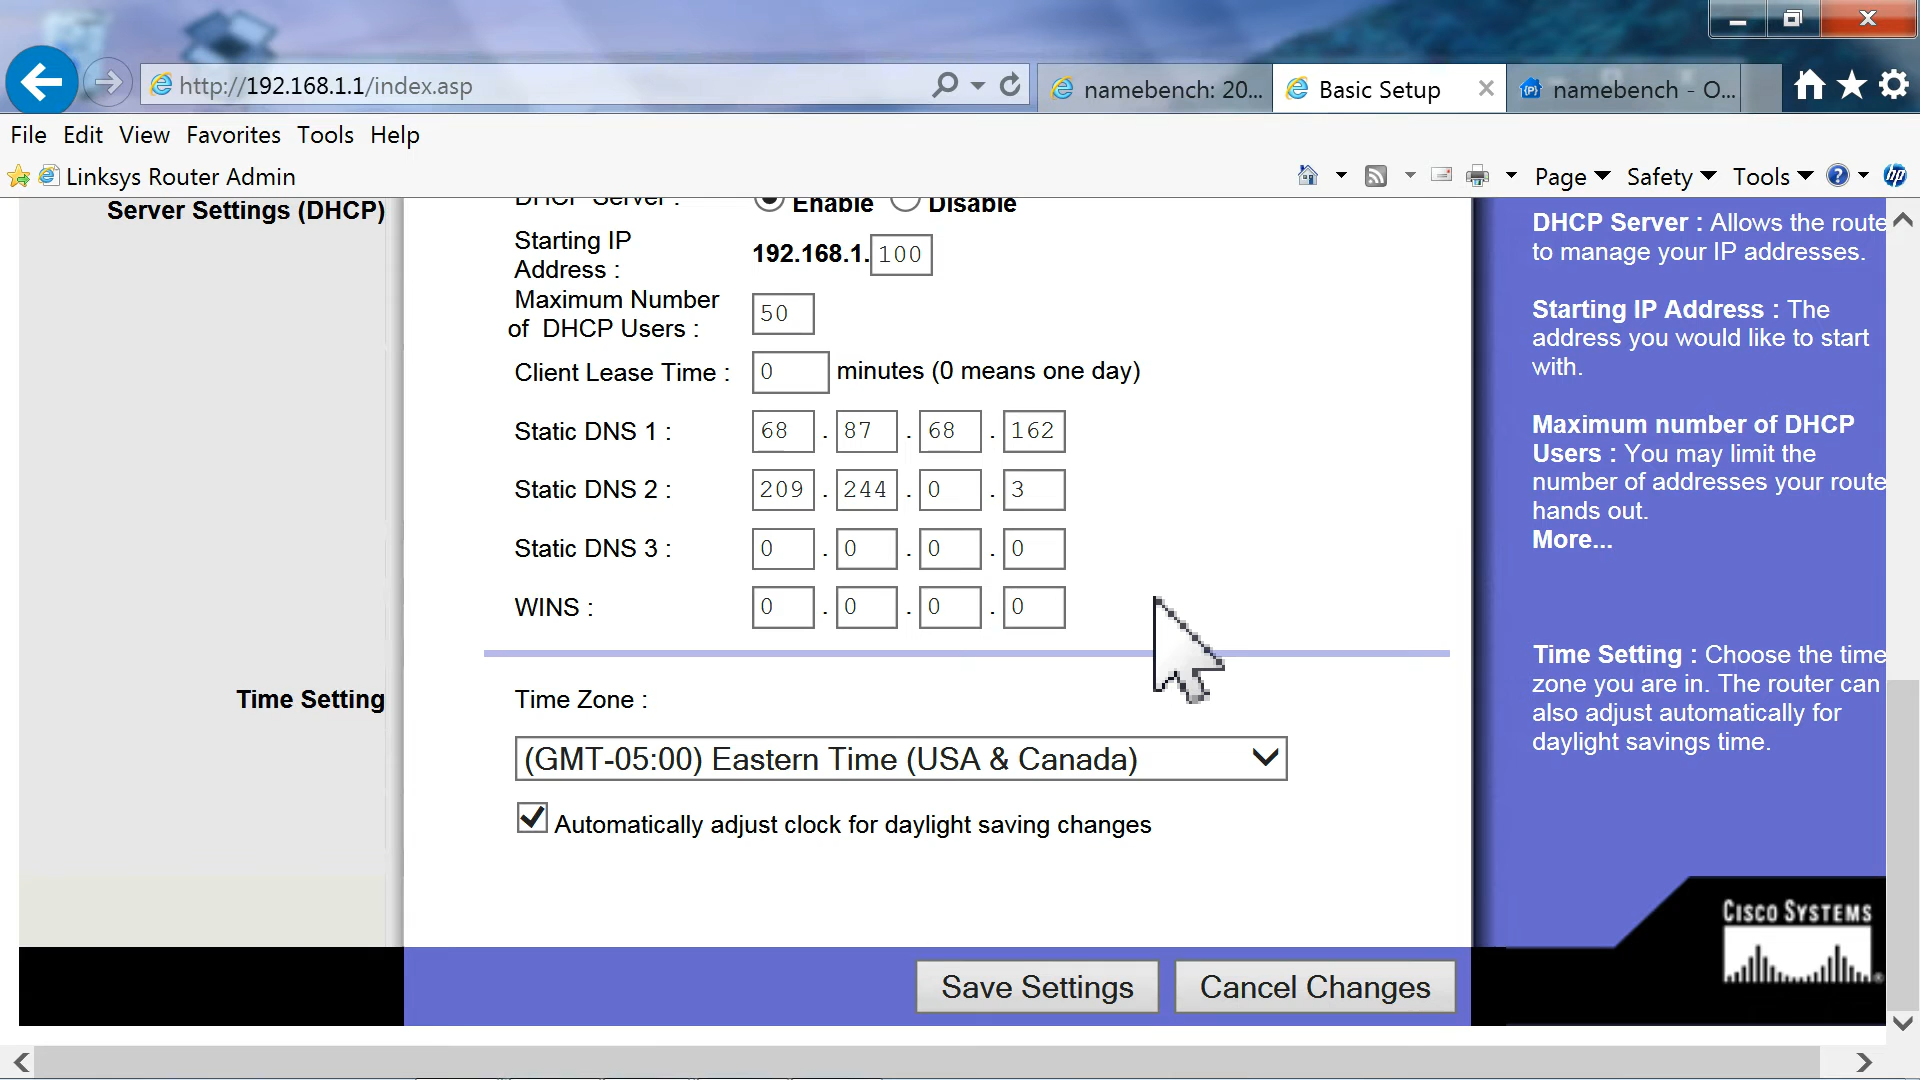 http://192.168.1.1/index.asp
namebench: 20...
Basic Setup
namebench - O...
File Edit View Favorites Tools Help
Linksys Router Admin
Page
Safety
Tools
Server Settings (DHCP)
DHCP Server :
Enable
Disable
Starting IP
Address :
192.168.1.
100
Maximum Number
of DHCP Users :
50
Client Lease Time :
0
minutes (0 means one day)
Static DNS 1 :
68 . 87 . 68 . 162
Static DNS 2 :
209 . 244 . 0 . 3
Static DNS 3 :
0 . 0 . 0 . 0
WINS :
0 . 0 . 0 . 0
Time Setting
Time Zone :
(GMT-05:00) Eastern Time (USA & Canada)
Automatically adjust clock for daylight saving changes
DHCP Server : Allows the route
to manage your IP addresses.
Starting IP Address : The
address you would like to start
with.
Maximum number of DHCP
Users : You may limit the
number of addresses your route
hands out.
More...
Time Setting : Choose the time
zone you are in. The router can
also adjust automatically for
daylight savings time.
CISCO SYSTEMS
®
Save Settings
Cancel Changes
hp